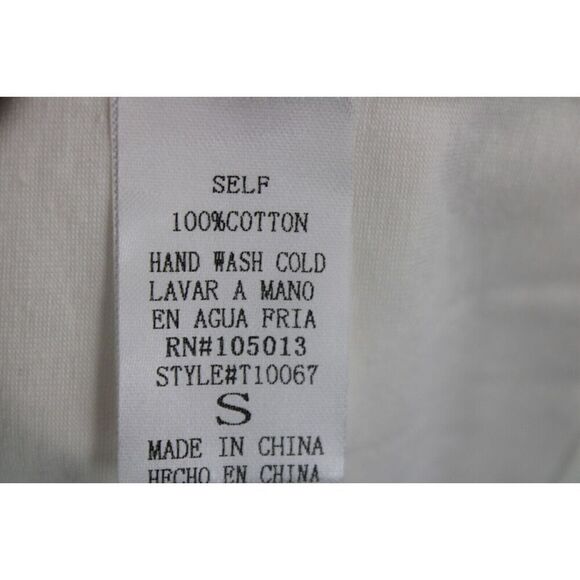 SELF
100%COTTON
HAND WASH COLD
LAVAR A MANO
EN AGUA FRIA
RN#105013
STYLE#T10067
S
MADE IN CHINA
HECHO EN CHINA